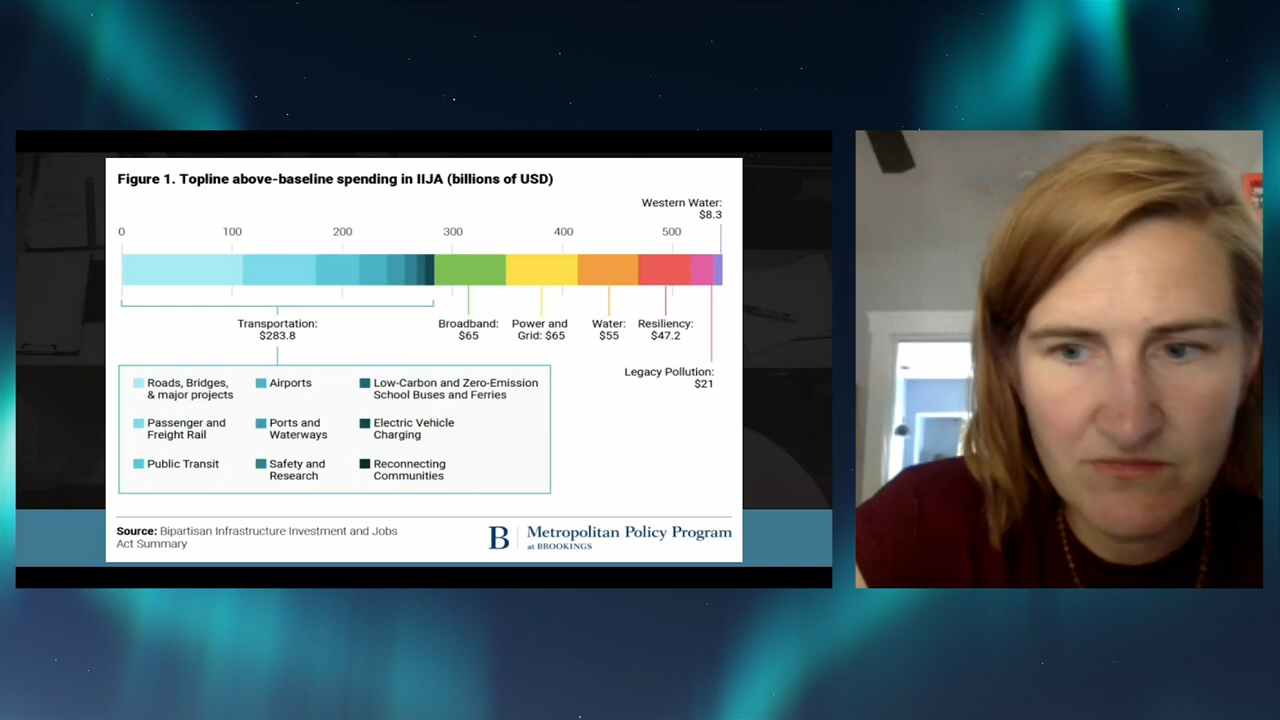 Figure 1. Topline above-baseline spending in IIJA (billions of USD)
Western Water:
$8.3
0 100 200 300 400 500
Transportation:
$283.8
Broadband:
$65
Power and
Grid: $65
Water:
$55
Resiliency:
$47.2
Legacy Pollution:
$21
Roads, Bridges,
& major projects
Passenger and
Freight Rail
Public Transit
Airports
Ports and
Waterways
Safety and
Research
Low-Carbon and Zero-Emission
School Buses and Ferries
Electric Vehicle
Charging
Reconnecting
Communities
Source: Bipartisan Infrastructure Investment and Jobs
Act Summary
B
Metropolitan Policy Program
at BROOKINGS